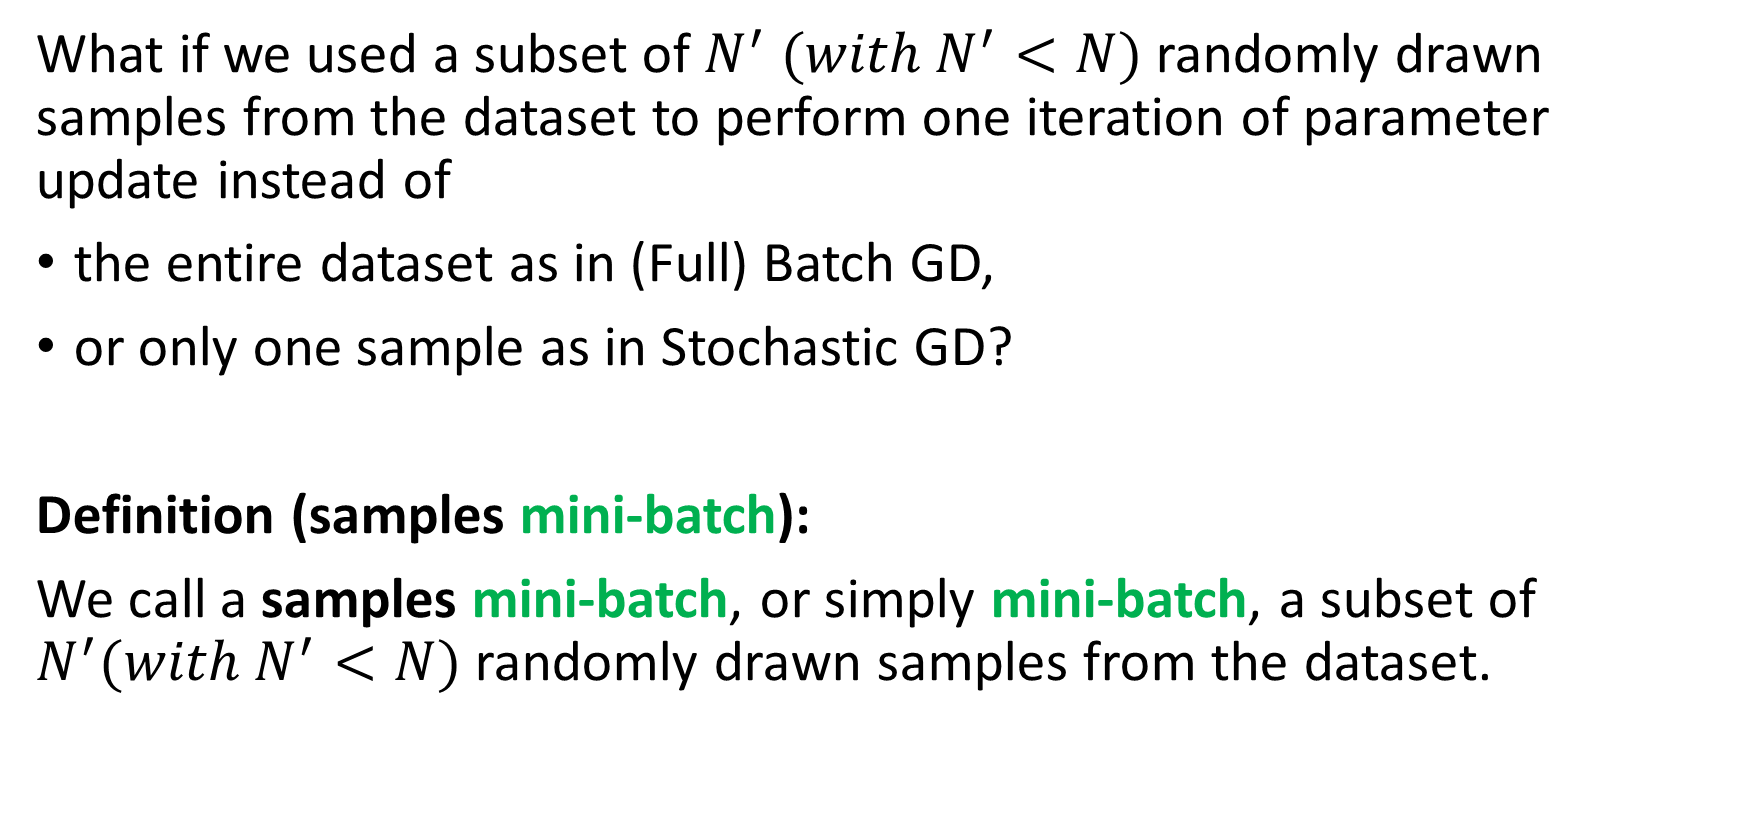 What if we used a subset of N′ (with N′ < N) randomly drawn
samples from the dataset to perform one iteration of parameter
update instead of
• the entire dataset as in (Full) Batch GD,
• or only one sample as in Stochastic GD?
Definition (samples mini-batch):
We call a samples mini-batch, or simply mini-batch, a subset of
N′(with N′ < N) randomly drawn samples from the dataset.